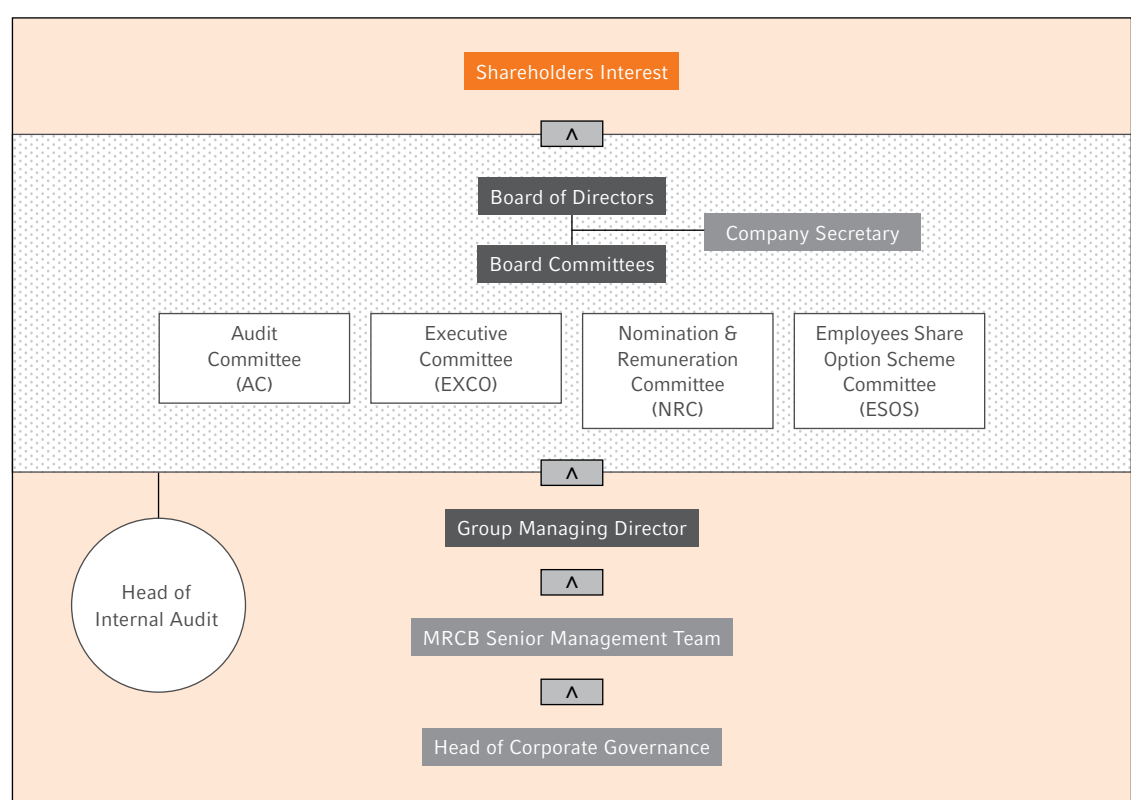 Shareholders Interest
∧
Board of Directors
Company Secretary
Board Committees
Audit
Committee
(AC)
Executive
Committee
(EXCO)
Nomination &
Remuneration
Committee
(NRC)
Employees Share
Option Scheme
Committee
(ESOS)
∧
Group Managing Director
∧
Head of
Internal Audit
MRCB Senior Management Team
∧
Head of Corporate Governance